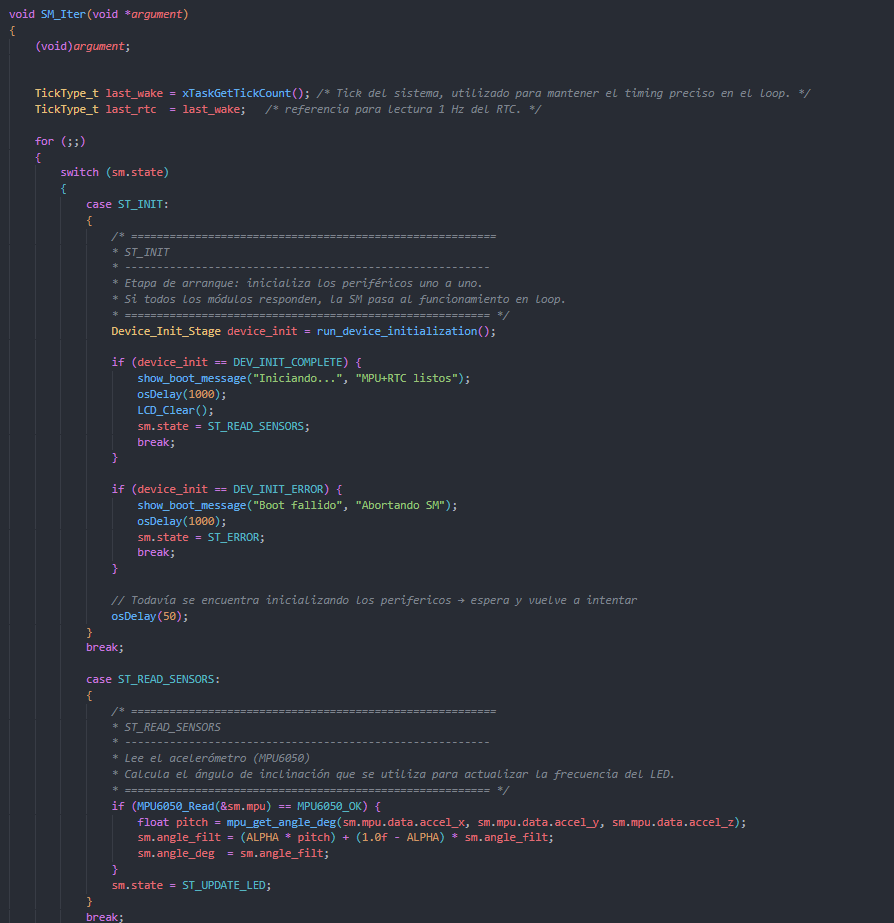 void SM_Iter(void *argument)
{
    (void)argument;

    TickType_t last_wake = xTaskGetTickCount(); /* Tick del sistema, utilizado para mantener el timing preciso en el loop. */
    TickType_t last_rtc  = last_wake;   /* referencia para lectura 1 Hz del RTC. */

    for (;;)
    {
        switch (sm.state)
        {
            case ST_INIT:
            {
                /* =========================================================
                * ST_INIT
                * ---------------------------------------------------------
                * Etapa de arranque: inicializa los periféricos uno a uno.
                * Si todos los módulos responden, la SM pasa al funcionamiento en loop.
                * ========================================================= */
                Device_Init_Stage device_init = run_device_initialization();

                if (device_init == DEV_INIT_COMPLETE) {
                    show_boot_message("Iniciando...", "MPU+RTC listos");
                    osDelay(1000);
                    LCD_Clear();
                    sm.state = ST_READ_SENSORS;
                    break;
                }

                if (device_init == DEV_INIT_ERROR) {
                    show_boot_message("Boot fallido", "Abortando SM");
                    osDelay(1000);
                    sm.state = ST_ERROR;
                    break;
                }

                // Todavía se encuentra inicializando los perifericos → espera y vuelve a intentar
                osDelay(50);
            }
            break;

            case ST_READ_SENSORS:
            {
                /* =========================================================
                * ST_READ_SENSORS
                * ---------------------------------------------------------
                * Lee el acelerómetro (MPU6050)
                * Calcula el ángulo de inclinación que se utiliza para actualizar la frecuencia del LED.
                * ========================================================= */
                if (MPU6050_Read(&sm.mpu) == MPU6050_OK) {
                    float pitch = mpu_get_angle_deg(sm.mpu.data.accel_x, sm.mpu.data.accel_y, sm.mpu.data.accel_z);
                    sm.angle_filt = (ALPHA * pitch) + (1.0f - ALPHA) * sm.angle_filt;
                    sm.angle_deg  = sm.angle_filt;
                }
                sm.state = ST_UPDATE_LED;
            }
            break;